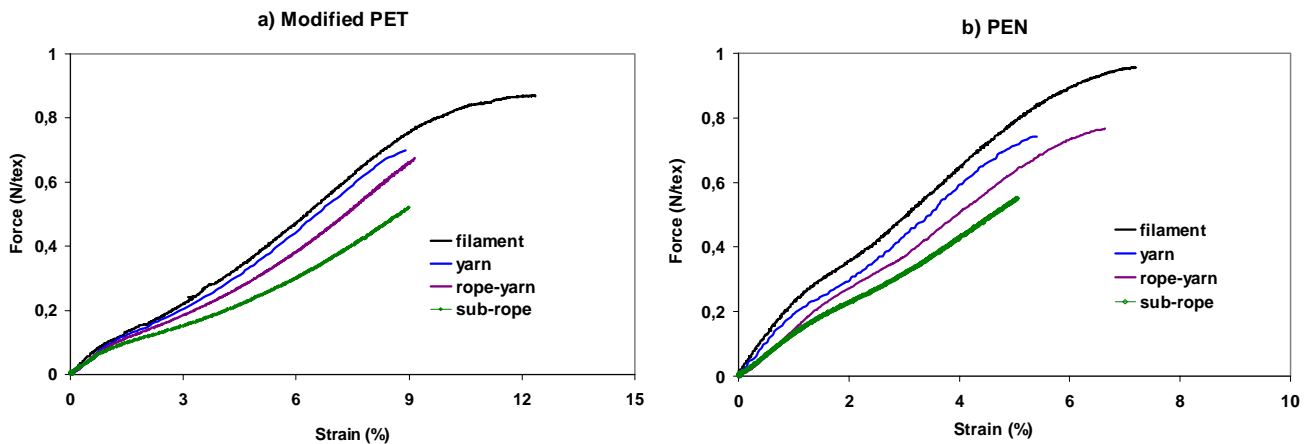 a) Modified PET
1
0,8
0,6
0,4
0,2
0
Force (N/tex)
filament
yarn
rope-yarn
sub-rope
0 3 6 9 12 15
Strain (%)
b) PEN
1
0,8
0,6
0,4
0,2
0
Force (N/tex)
filament
yarn
rope-yarn
sub-rope
0 2 4 6 8 10
Strain (%)